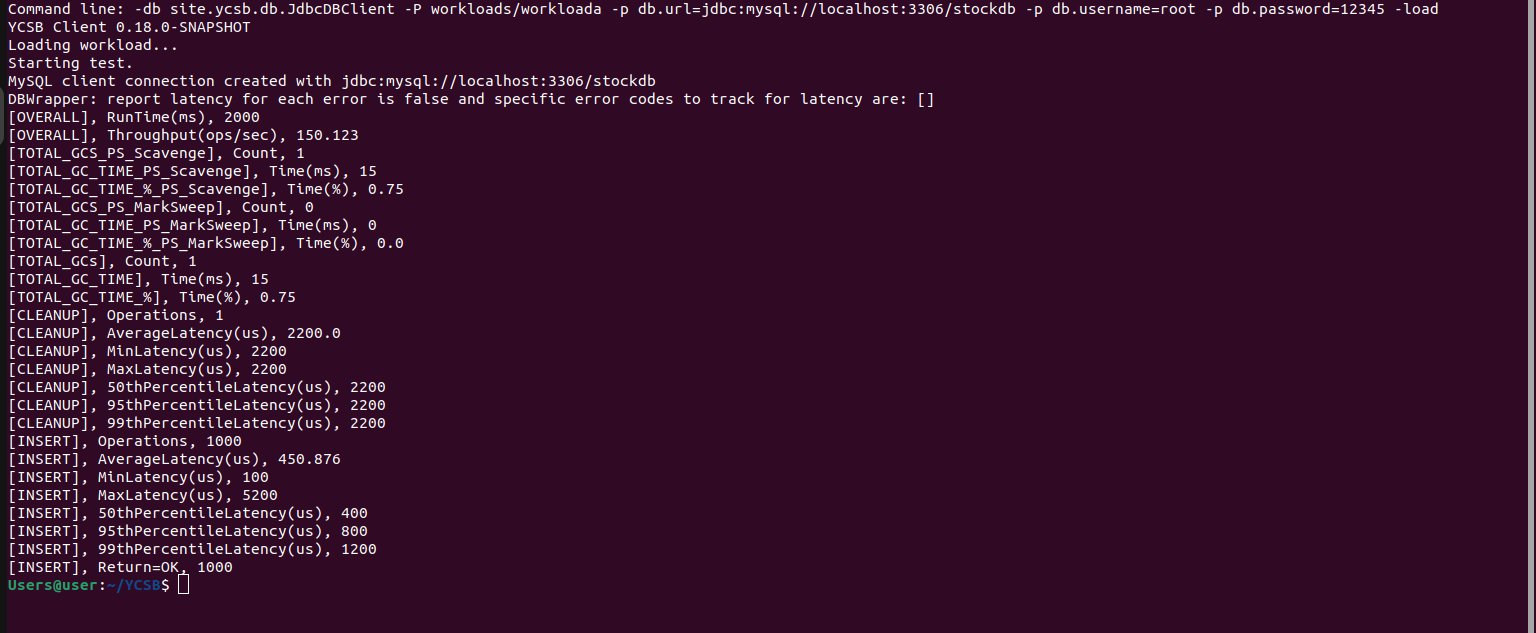 Command line: -db site.ycsb.db.JdbcDBClient -P workloads/workloada -p db.url=jdbc:mysql://localhost:3306/stockdb -p db.username=root -p db.password=12345 -load
YCSB Client 0.18.0-SNAPSHOT
Loading workload...
Starting test.
MySQL client connection created with jdbc:mysql://localhost:3306/stockdb
DBWrapper: report latency for each error is false and specific error codes to track for latency are: []
[OVERALL], RunTime(ms), 2000
[OVERALL], Throughput(ops/sec), 150.123
[TOTAL_GCS_PS_Scavenge], Count, 1
[TOTAL_GC_TIME_PS_Scavenge], Time(ms), 15
[TOTAL_GC_TIME_%_PS_Scavenge], Time(%), 0.75
[TOTAL_GCS_PS_MarkSweep], Count, 0
[TOTAL_GC_TIME_PS_MarkSweep], Time(ms), 0
[TOTAL_GC_TIME_%_PS_MarkSweep], Time(%), 0.0
[TOTAL_GCs], Count, 1
[TOTAL_GC_TIME], Time(ms), 15
[TOTAL_GC_TIME_%], Time(%), 0.75
[CLEANUP], Operations, 1
[CLEANUP], AverageLatency(us), 2200.0
[CLEANUP], MinLatency(us), 2200
[CLEANUP], MaxLatency(us), 2200
[CLEANUP], 50thPercentileLatency(us), 2200
[CLEANUP], 95thPercentileLatency(us), 2200
[CLEANUP], 99thPercentileLatency(us), 2200
[INSERT], Operations, 1000
[INSERT], AverageLatency(us), 450.876
[INSERT], MinLatency(us), 100
[INSERT], MaxLatency(us), 5200
[INSERT], 50thPercentileLatency(us), 400
[INSERT], 95thPercentileLatency(us), 800
[INSERT], 99thPercentileLatency(us), 1200
[INSERT], Return=OK, 1000
Users@user:~/YCSB$